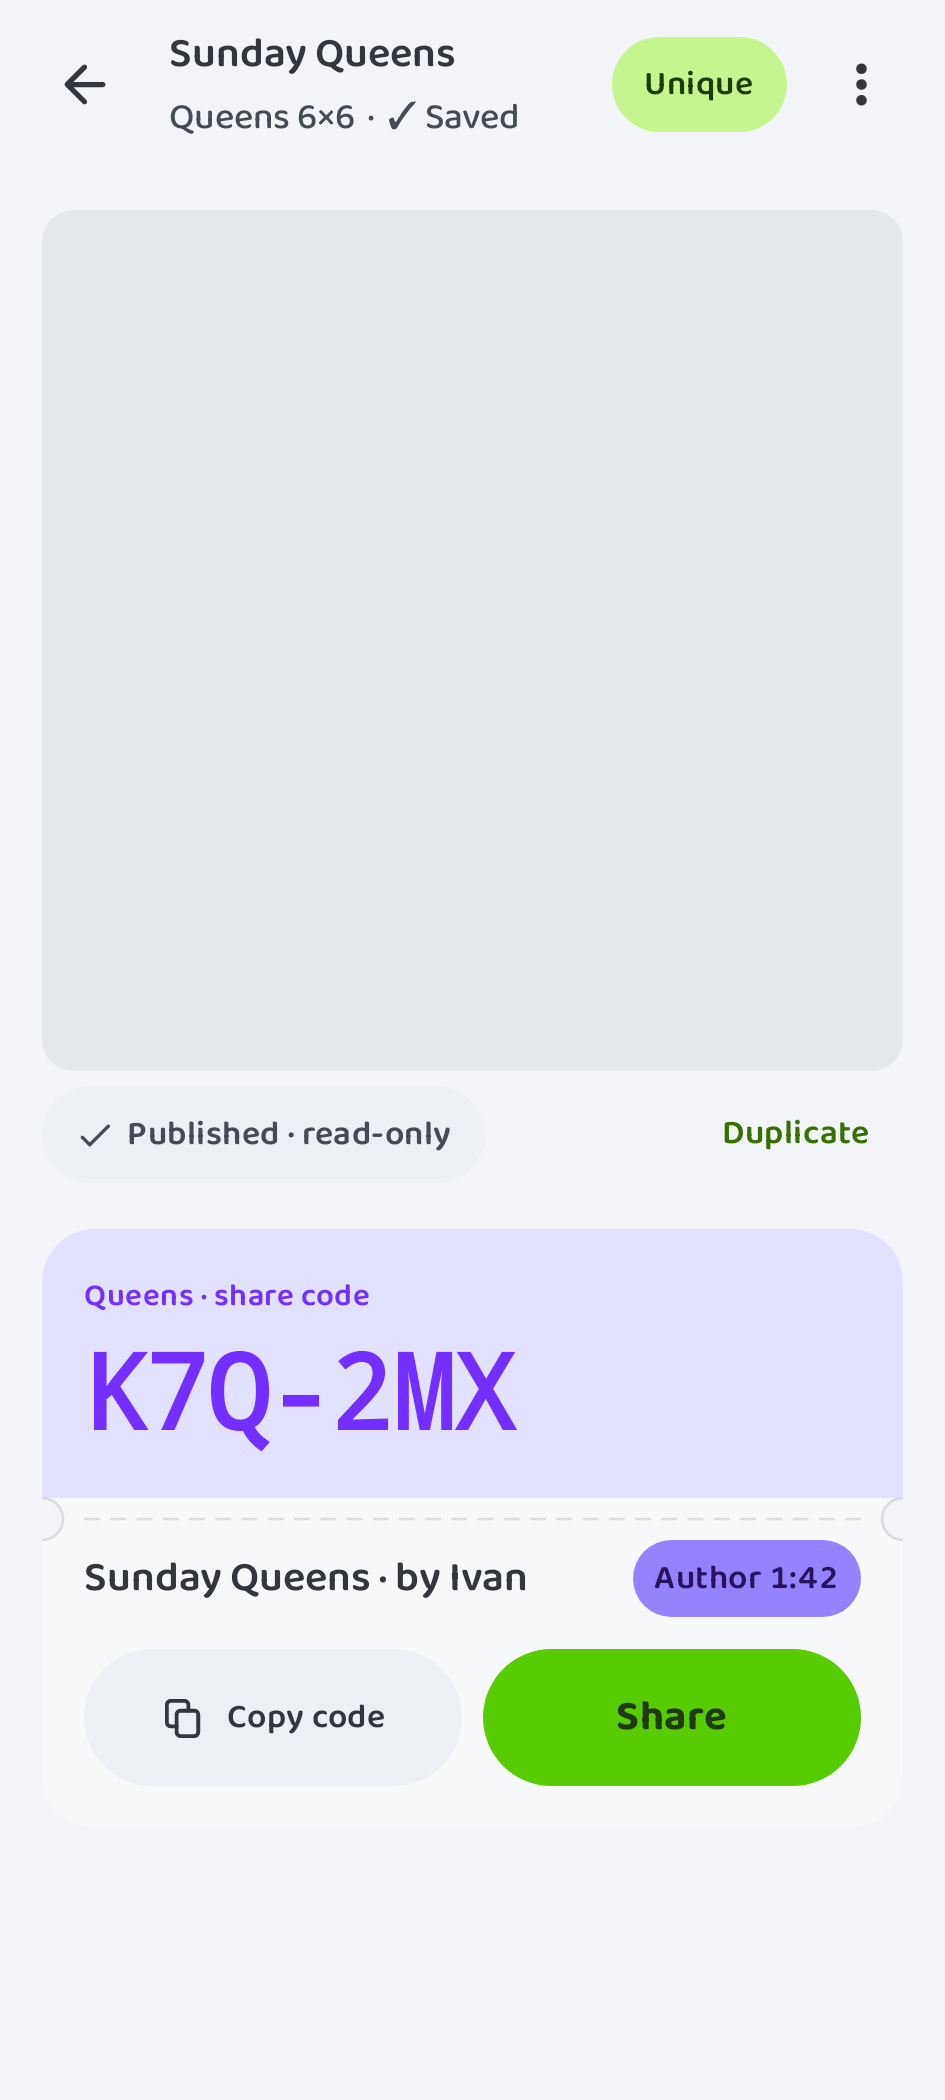 Sunday Queens
Queens 6×6 · ✓ Saved
Unique
Published · read-only
Duplicate
Queens · share code
K7Q-2MX
Sunday Queens · by Ivan
Author 1:42
Copy code
Share